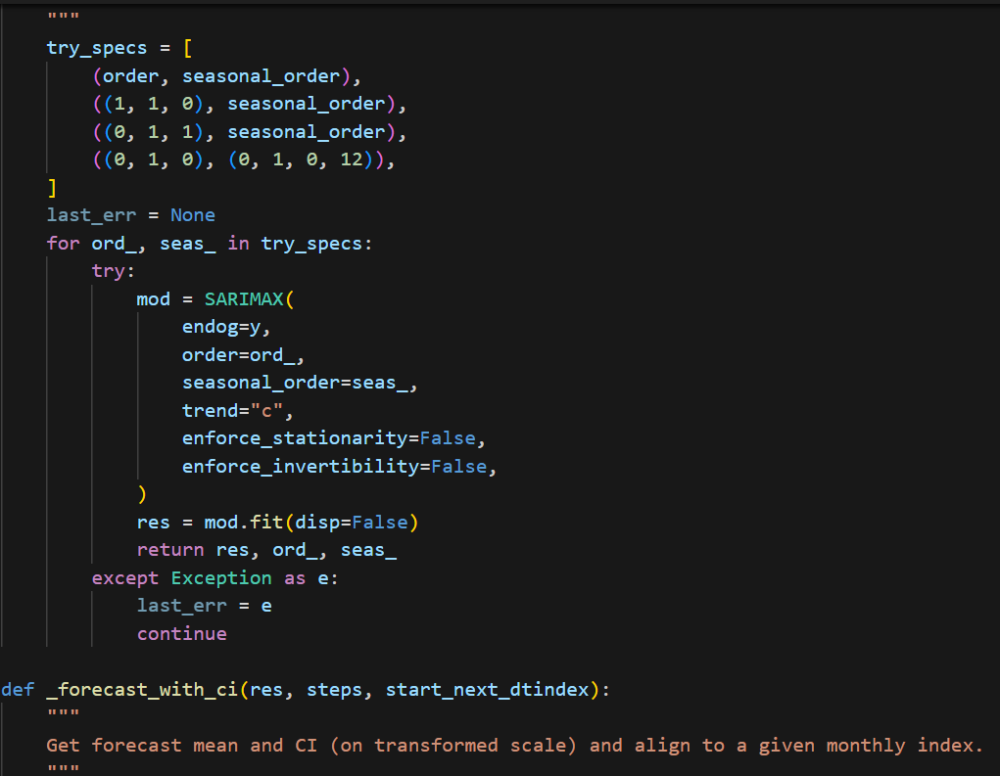 """
try_specs = [
(order, seasonal_order),
((1, 1, 0), seasonal_order),
((0, 1, 1), seasonal_order),
((0, 1, 0), (0, 1, 0, 12)),
]
last_err = None
for ord_, seas_ in try_specs:
try:
mod = SARIMAX(
endog=y,
order=ord_,
seasonal_order=seas_,
trend="c",
enforce_stationarity=False,
enforce_invertibility=False,
)
res = mod.fit(disp=False)
return res, ord_, seas_
except Exception as e:
last_err = e
continue
def _forecast_with_ci(res, steps, start_next_dtindex):
"""
Get forecast mean and CI (on transformed scale) and align to a given monthly index.
"""